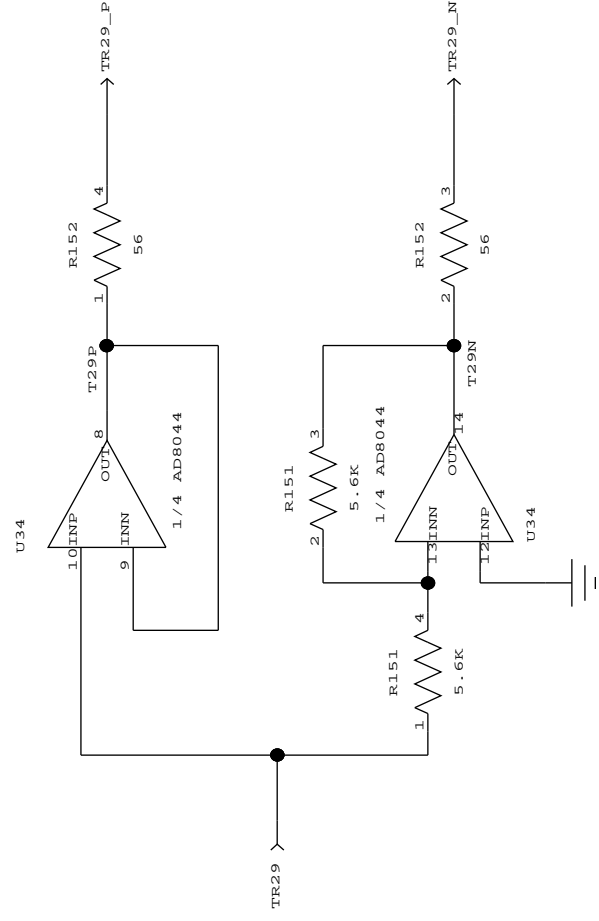 TR29_P
TR29_N
4
R152
56
1
3
R152
56
2
T29P
T29N
8
OUT
1/4 AD8044
U34
10
INP
INN
9
3
R151
5.6K
2
1/4 AD8044
14
OUT
U34
13
INN
12
INP
4
R151
5.6K
1
TR29